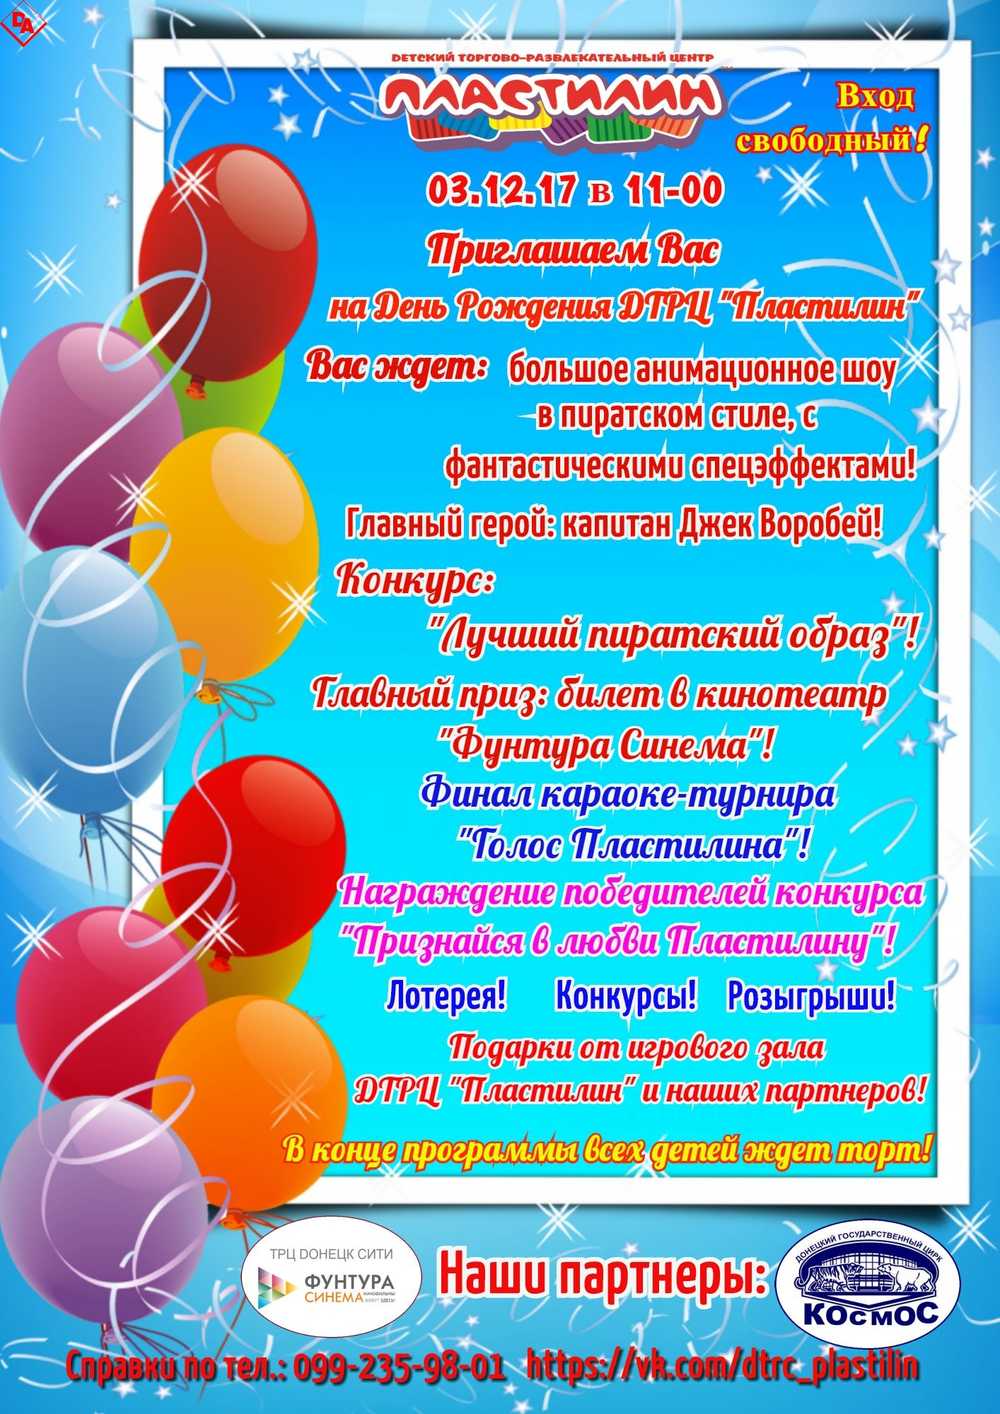 DA
ДЕТСКИЙ ТОРГОВО-РАЗВЛЕКАТЕЛЬНЫЙ ЦЕНТР
ПЛАСТИЛИН
Вход
свободный!
03.12.17 в 11-00
Приглашаем Вас
на День Рождения ДТРЦ "Пластилин"
Вас ждет: большое анимационное шоу
в пиратском стиле, с
фантастическими спецэффектами!
Главный герой: капитан Джек Воробей!
Конкурс:
"Лучший пиратский образ"!
Главный приз: билет в кинотеатр
"Фунтура Синема"!
Финал караоке-турнира
"Голос Пластилина"!
Награждение победителей конкурса
"Признайся в любви Пластилину"!
Лотерея! Конкурсы! Розыгрыши!
Подарки от игрового зала
ДТРЦ "Пластилин" и наших партнеров!
В конце программы всех детей ждет торт!
ТРЦ DОНЕЦК СИТИ
ФУНТУРА
СИНЕМА
Наши партнеры:
ДОНЕЦКИЙ ГОСУДАРСТВЕННЫЙ ЦИРК
КОСМОС
Справки по тел.: 099-235-98-01 https://vk.com/dtrc_plastilin